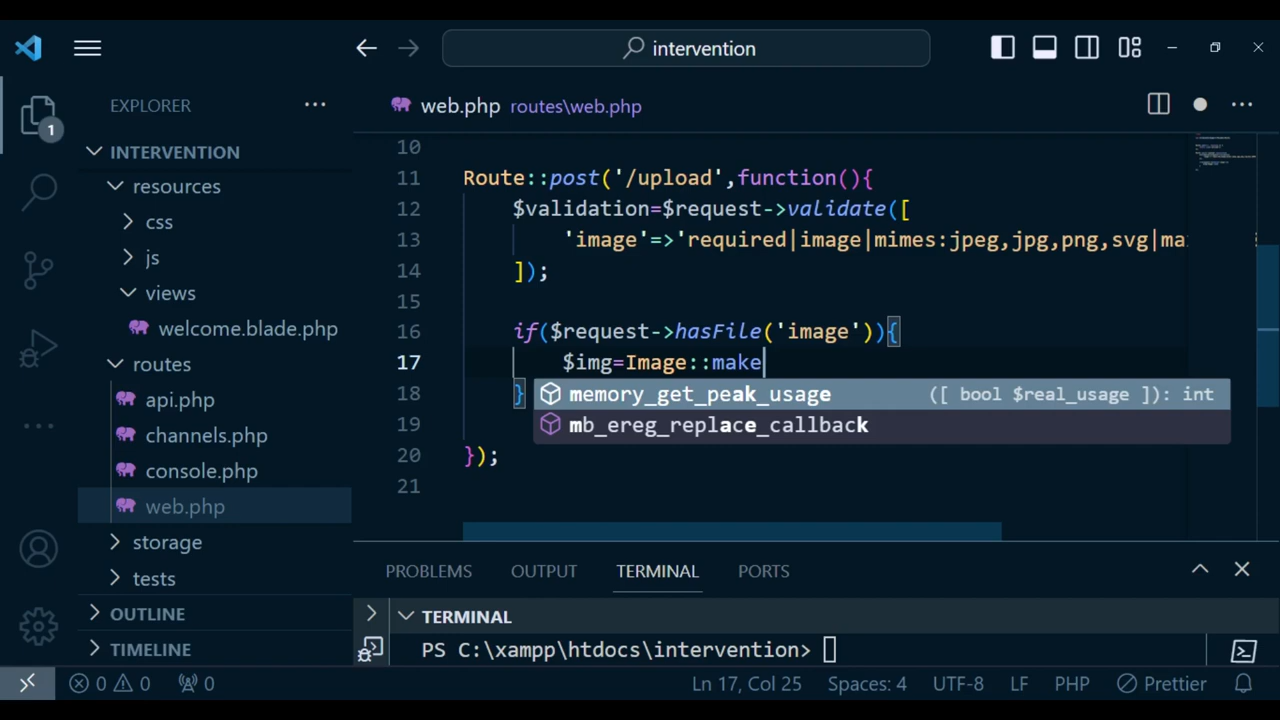 intervention
EXPLORER
web.php routes\web.php
1
INTERVENTION
resources
css
js
views
welcome.blade.php
routes
api.php
channels.php
console.php
web.php
storage
tests
OUTLINE
TIMELINE
10
11 Route::post('/upload',function(){
12 $validation=$request->validate([
13 'image'=>'required|image|mimes:jpeg,jpg,png,svg|ma
14 ]);
15
16 if($request->hasFile('image')){
17 $img=Image::make
18 }
19
20 });
21
memory_get_peak_usage ([ bool $real_usage ]): int
mb_ereg_replace_callback
PROBLEMS OUTPUT TERMINAL PORTS
TERMINAL
PS C:\xampp\htdocs\intervention>
0 0 0 Ln 17, Col 25 Spaces: 4 UTF-8 LF PHP Prettier